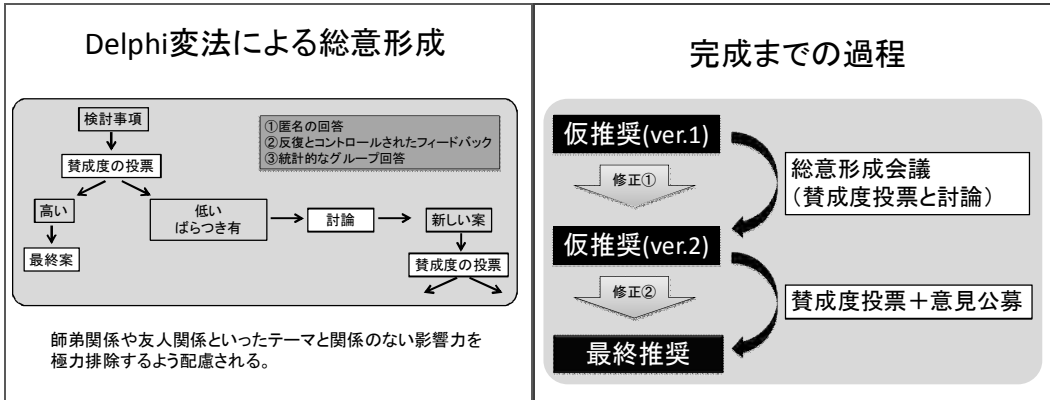 Delphi変法による総意形成
検討事項
①匿名の回答
②反復とコントロールされたフィードバック
③統計的なグループ回答
賛成度の投票
高い
低い
ばらつき有
討論
新しい案
最終案
賛成度の投票
師弟関係や友人関係といったテーマと関係のない影響力を
極力排除するよう配慮される。
完成までの過程
仮推奨(ver.1)
修正①
総意形成会議
（賛成度投票と討論）
仮推奨(ver.2)
修正②
賛成度投票＋意見公募
最終推奨